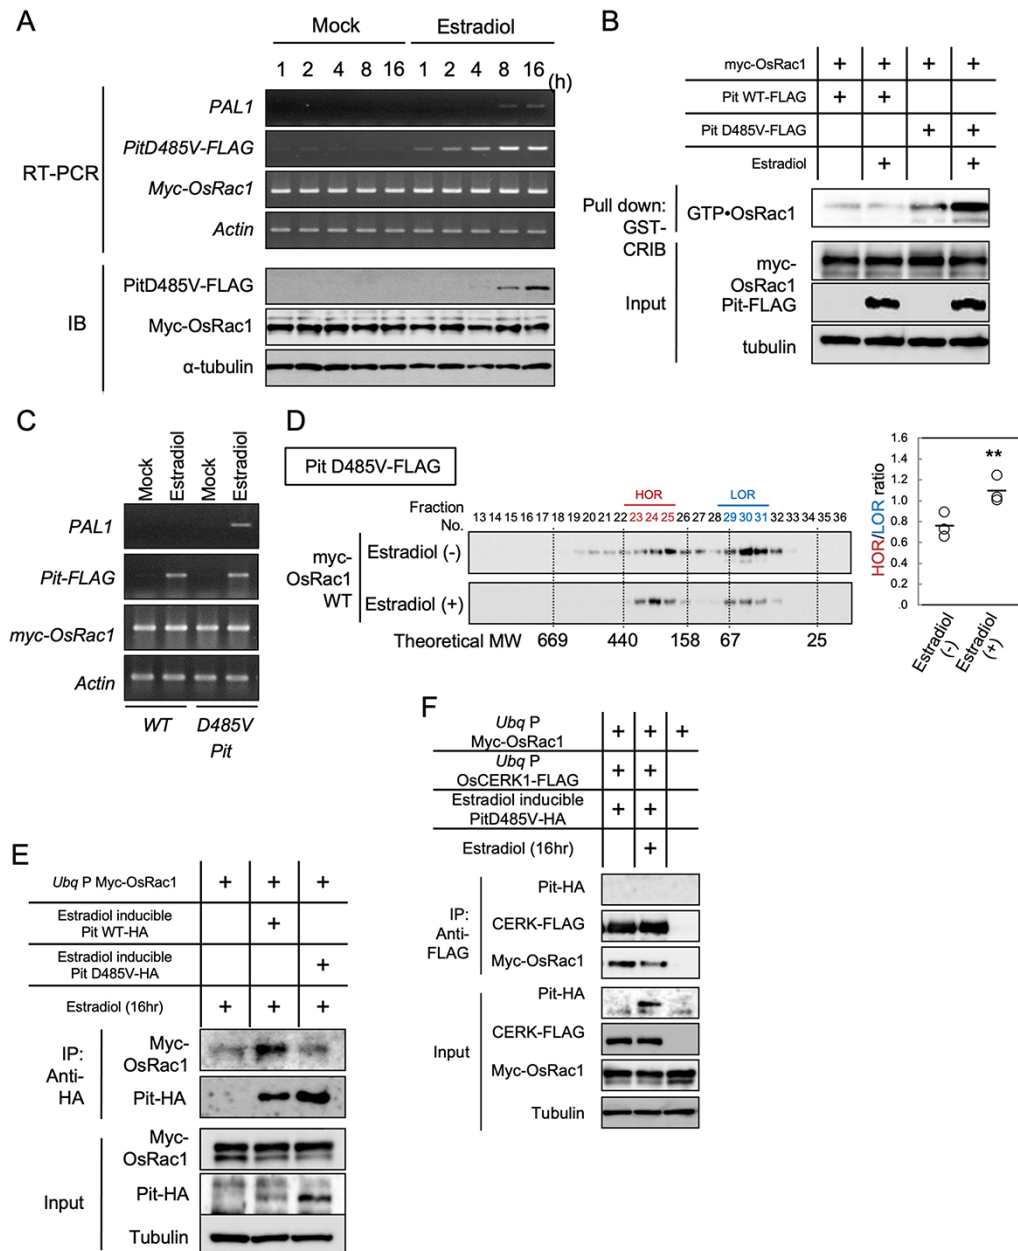 A
Mock Estradiol
1 2 4 8 16 1 2 4 8 16 (h)
RT-PCR
PAL1
PitD485V-FLAG
Myc-OsRac1
Actin
IB
PitD485V-FLAG
Myc-OsRac1
α-tubulin
B
myc-OsRac1 + + + +
Pit WT-FLAG + +
Pit D485V-FLAG + +
Estradiol + +
Pull down:
GST-
CRIB
GTP•OsRac1
Input
myc-
OsRac1
Pit-FLAG
tubulin
C
Mock Estradiol Mock Estradiol
PAL1
Pit-FLAG
myc-OsRac1
Actin
WT D485V
Pit
D
Pit D485V-FLAG
HOR LOR
Fraction
No.
13 14 15 16 17 18 19 20 21 22 23 24 25 26 27 28 29 30 31 32 33 34 35 36
myc-
OsRac1
WT
Estradiol (-)
Estradiol (+)
Theoretical MW 669 440 158 67 25
HOR/LOR ratio
1.6
1.4
1.2
1.0
0.8
0.6
0.4
0.2
.0
**
Estradiol
(-)
Estradiol
(+)
E
Ubq P Myc-OsRac1 + + +
Estradiol inducible
Pit WT-HA +
Estradiol inducible
Pit D485V-HA +
Estradiol (16hr) + + +
IP:
Anti-
HA
Myc-
OsRac1
Pit-HA
Input
Myc-
OsRac1
Pit-HA
Tubulin
F
Ubq P
Myc-OsRac1 + + +
Ubq P
OsCERK1-FLAG + +
Estradiol inducible
PitD485V-HA + +
Estradiol (16hr) +
IP:
Anti-
FLAG
Pit-HA
CERK-FLAG
Myc-OsRac1
Input
Pit-HA
CERK-FLAG
Myc-OsRac1
Tubulin